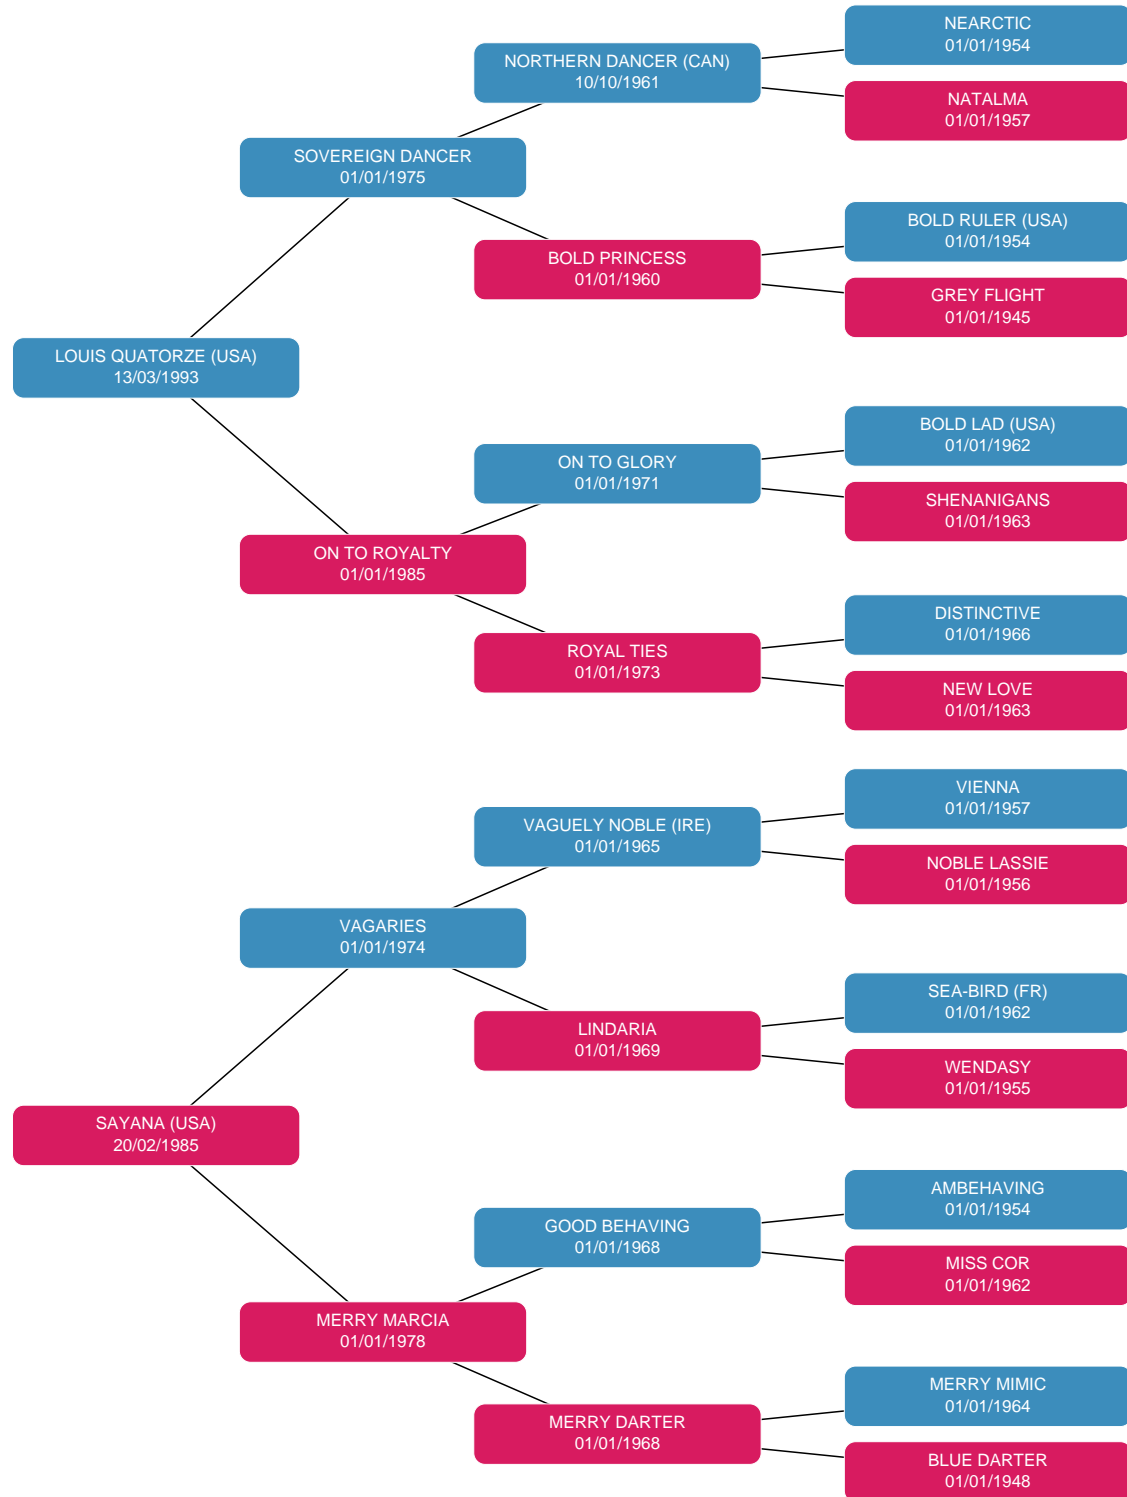 NEARCTIC
01/01/1954
NORTHERN DANCER (CAN)
10/10/1961
NATALMA
01/01/1957
SOVEREIGN DANCER
01/01/1975
BOLD RULER (USA)
01/01/1954
BOLD PRINCESS
01/01/1960
GREY FLIGHT
01/01/1945
LOUIS QUATORZE (USA)
13/03/1993
BOLD LAD (USA)
01/01/1962
ON TO GLORY
01/01/1971
SHENANIGANS
01/01/1963
ON TO ROYALTY
01/01/1985
DISTINCTIVE
01/01/1966
ROYAL TIES
01/01/1973
NEW LOVE
01/01/1963
VIENNA
01/01/1957
VAGUELY NOBLE (IRE)
01/01/1965
NOBLE LASSIE
01/01/1956
VAGARIES
01/01/1974
SEA-BIRD (FR)
01/01/1962
LINDARIA
01/01/1969
WENDASY
01/01/1955
SAYANA (USA)
20/02/1985
AMBEHAVING
01/01/1954
GOOD BEHAVING
01/01/1968
MISS COR
01/01/1962
MERRY MARCIA
01/01/1978
MERRY MIMIC
01/01/1964
MERRY DARTER
01/01/1968
BLUE DARTER
01/01/1948